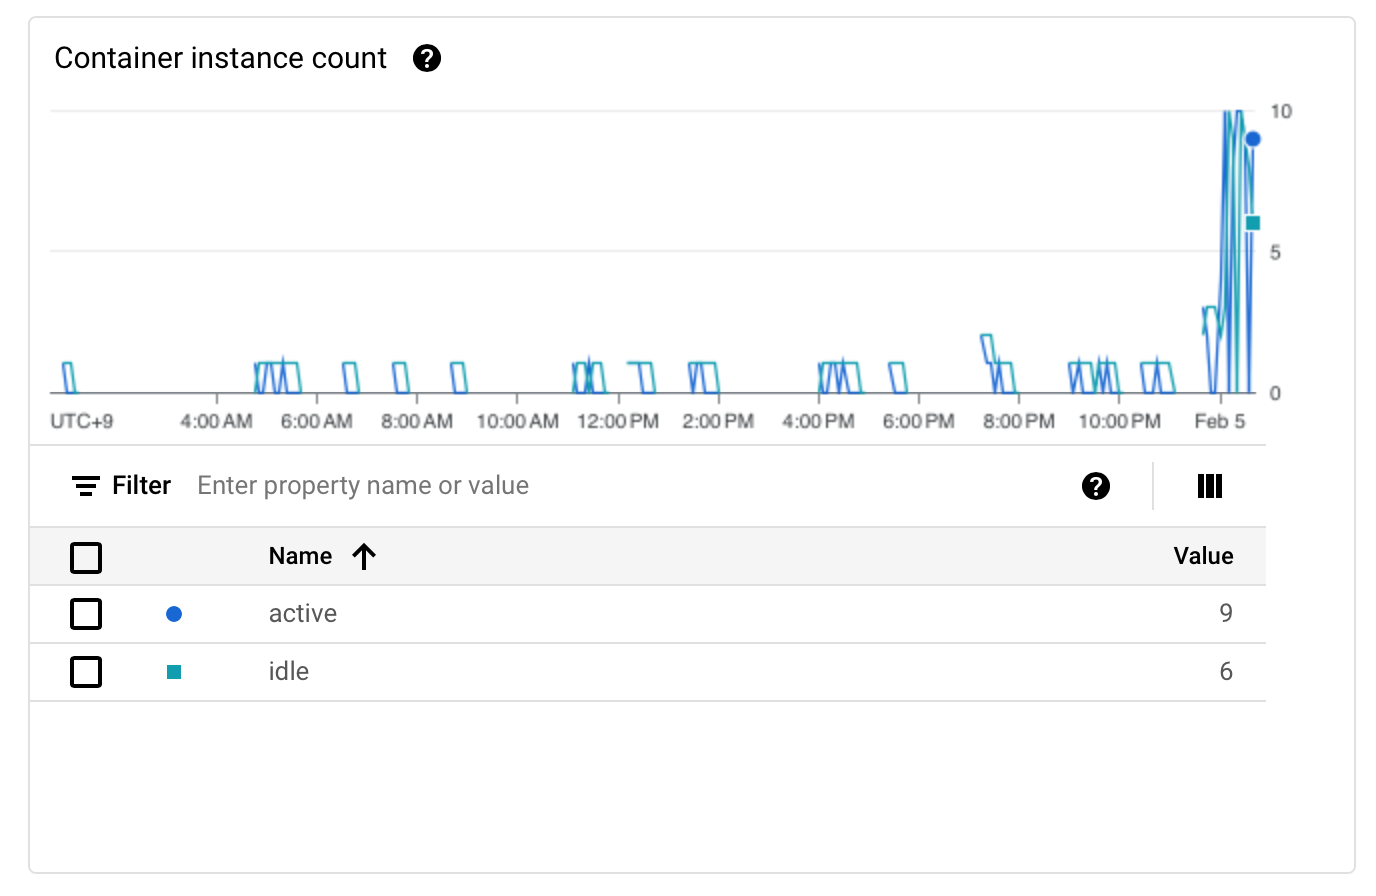 Container instance count
10
5
0
UTC+9 4:00 AM 6:00 AM 8:00 AM 10:00 AM 12:00 PM 2:00 PM 4:00 PM 6:00 PM 8:00 PM 10:00 PM Feb 5
Filter Enter property name or value
Name Value
active 9
idle 6